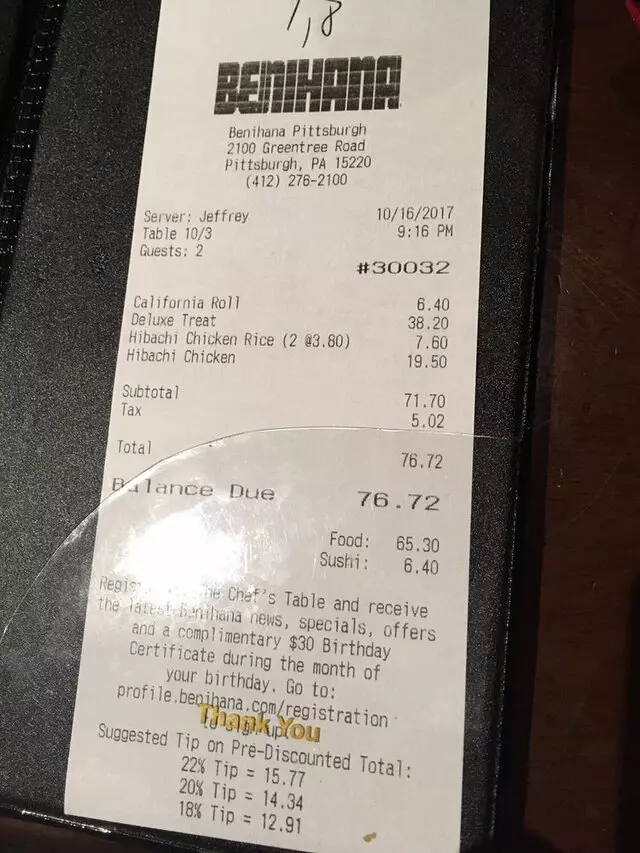 1,8
BENIHANA
Benihana Pittsburgh
2100 Greentree Road
Pittsburgh, PA 15220
(412) 276-2100
Server: Jeffrey 10/16/2017
Table 10/3 9:16 PM
Guests: 2
#30032
California Roll 6.40
Deluxe Treat 38.20
Hibachi Chicken Rice (2 @3.80) 7.60
Hibachi Chicken 19.50
Subtotal 71.70
Tax 5.02
Total 76.72
Balance Due 76.72
Food: 65.30
Sushi: 6.40
Chef's Table and receive
the latest Benihana news, specials, offers
and a complimentary $30 Birthday
Certificate during the month of
your birthday. Go to:
profile.benihana.com/registration
to sign up!
Thank You
Suggested Tip on Pre-Discounted Total:
22% Tip = 15.77
20% Tip = 14.34
18% Tip = 12.91